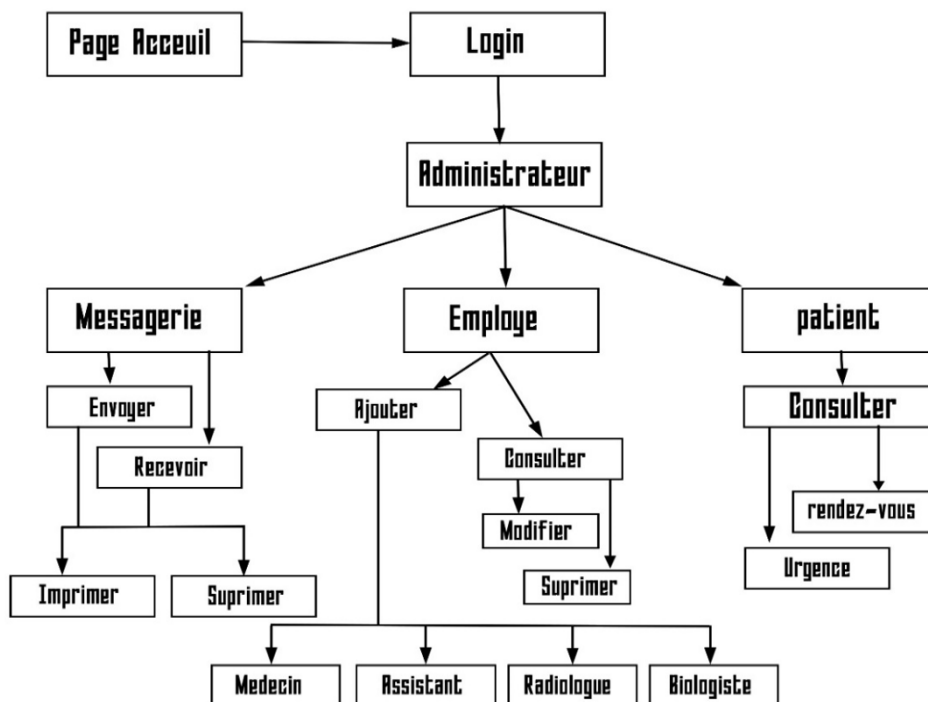 Page Acceuil
Login
Administrateur
Messagerie
Employe
patient
Envoyer
Ajouter
Consulter
Recevoir
Consulter
rendez-vous
Modifier
Urgence
Imprimer
Suprimer
Suprimer
Medecin
Assistant
Radiologue
Biologiste